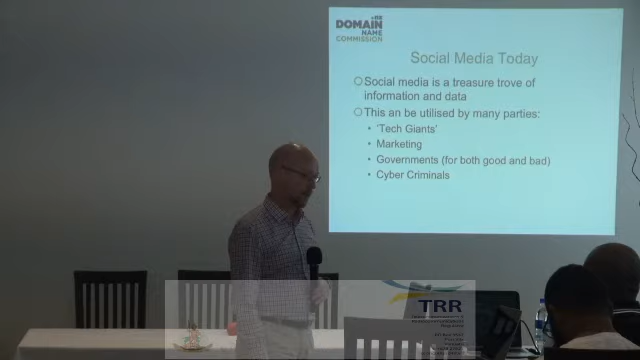 .nz
DOMAIN
NAME
COMMISSION
Social Media Today
Social media is a treasure trove of
information and data
This an be utilised by many parties:
• 'Tech Giants'
• Marketing
• Governments (for both good and bad)
• Cyber Criminals
TRR